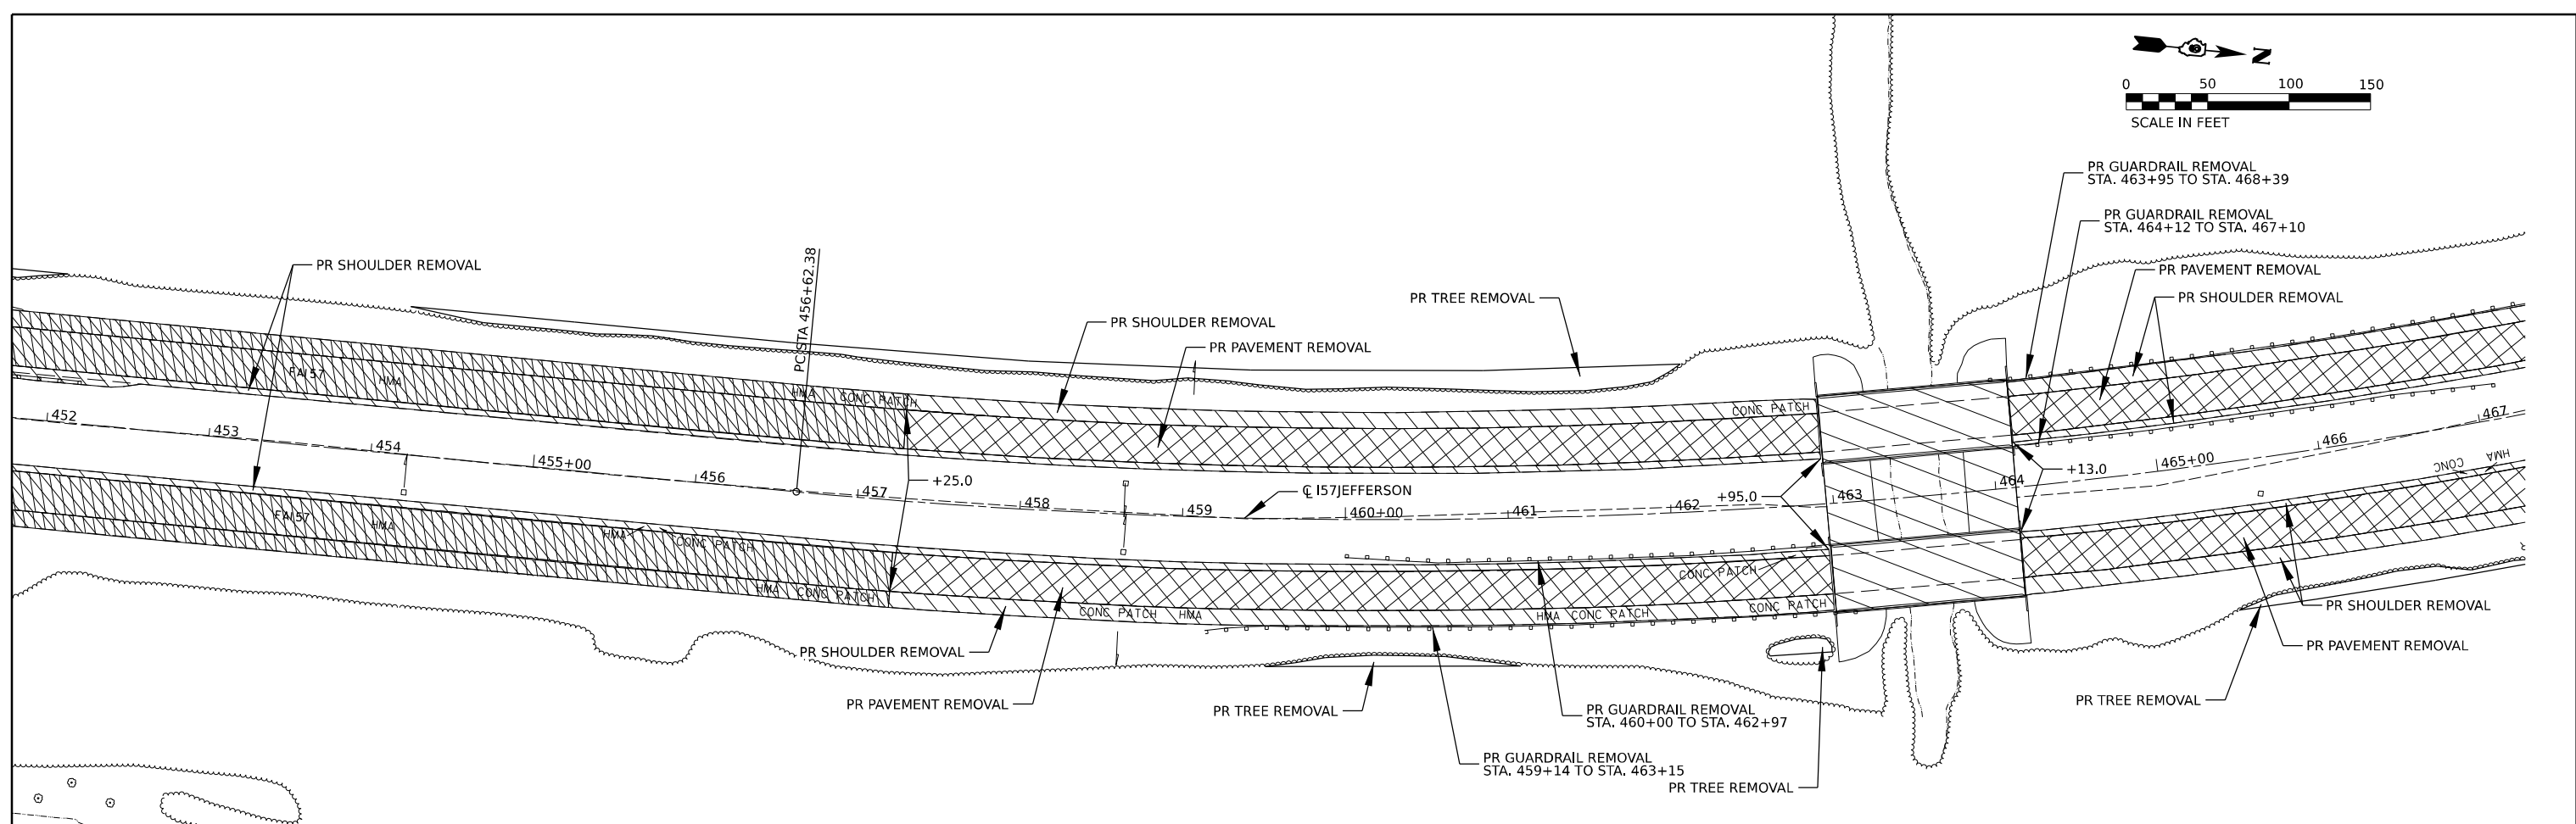 N
0 50 100 150
SCALE IN FEET
PR GUARDRAIL REMOVAL
STA. 463+95 TO STA. 468+39
PR GUARDRAIL REMOVAL
STA. 464+12 TO STA. 467+10
PR PAVEMENT REMOVAL
PR SHOULDER REMOVAL
PR SHOULDER REMOVAL
PC STA 456+62.38
PR TREE REMOVAL
PR SHOULDER REMOVAL
PR PAVEMENT REMOVAL
FAI 57
HMA
HMA
CONC PATCH
CONC PATCH
452
453
454
455+00
456
457
458
459
460+00
461
462
463
464
465+00
466
467
+25.0
℄ I57JEFFERSON
+95.0
+13.0
CONC
HMA
FAI 57
HMA
HMA
CONC PATCH
HMA
CONC PATCH
CONC PATCH
HMA
HMA
CONC PATCH
CONC PATCH
CONC PATCH
PR SHOULDER REMOVAL
PR PAVEMENT REMOVAL
PR SHOULDER REMOVAL
PR PAVEMENT REMOVAL
PR TREE REMOVAL
PR TREE REMOVAL
PR GUARDRAIL REMOVAL
STA. 460+00 TO STA. 462+97
PR GUARDRAIL REMOVAL
STA. 459+14 TO STA. 463+15
PR TREE REMOVAL